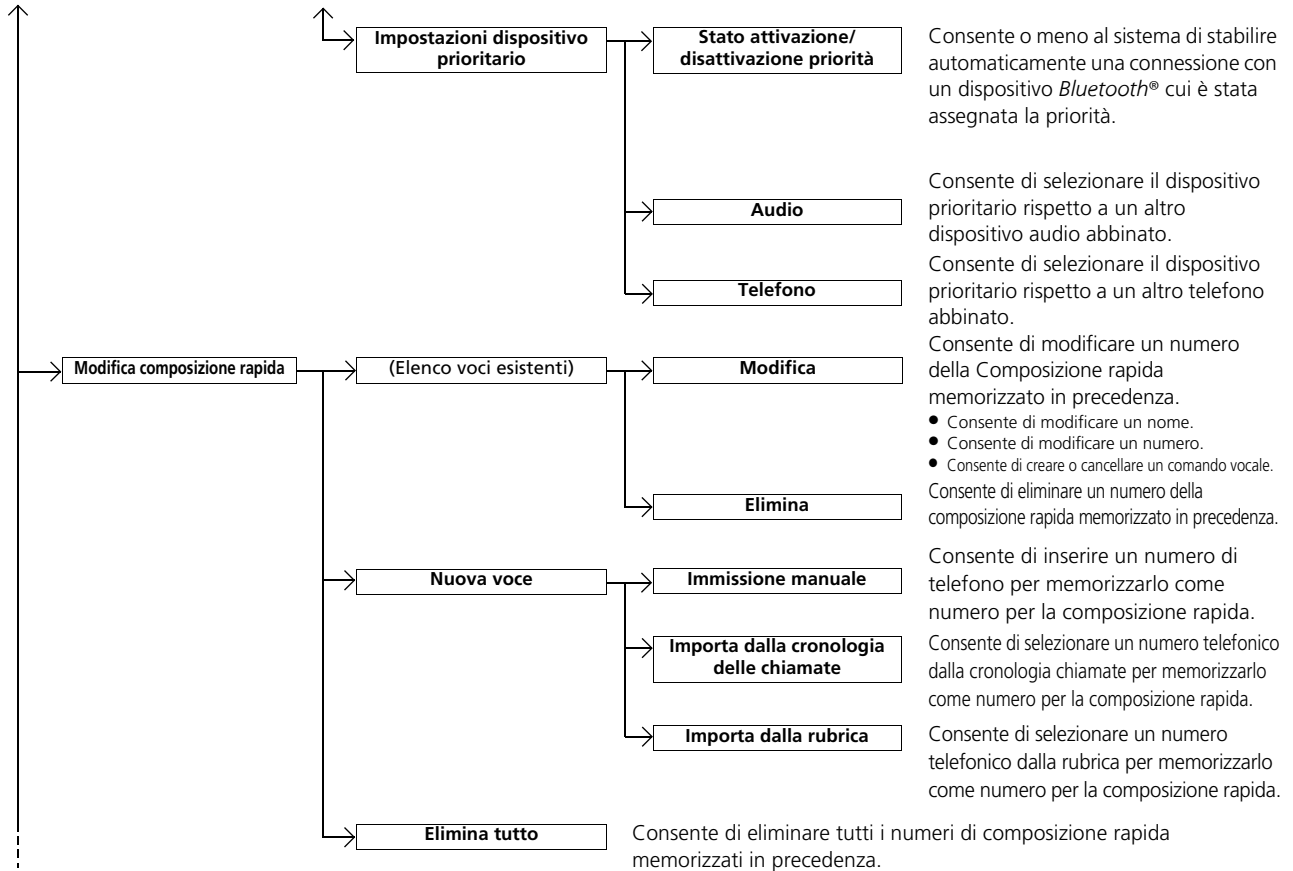 Impostazioni dispositivo
prioritario
Stato attivazione/
disattivazione priorità
Consente o meno al sistema di stabilire
automaticamente una connessione con
un dispositivo Bluetooth® cui è stata
assegnata la priorità.
Audio
Consente di selezionare il dispositivo
prioritario rispetto a un altro
dispositivo audio abbinato.
Telefono
Consente di selezionare il dispositivo
prioritario rispetto a un altro telefono
abbinato.
Modifica composizione rapida
(Elenco voci esistenti)
Modifica
Consente di modificare un numero
della Composizione rapida
memorizzato in precedenza.
● Consente di modificare un nome.
● Consente di modificare un numero.
● Consente di creare o cancellare un comando vocale.
Elimina
Consente di eliminare un numero della
composizione rapida memorizzato in precedenza.
Nuova voce
Immissione manuale
Consente di inserire un numero di
telefono per memorizzarlo come
numero per la composizione rapida.
Importa dalla cronologia
delle chiamate
Consente di selezionare un numero telefonico
dalla cronologia chiamate per memorizzarlo
come numero per la composizione rapida.
Importa dalla rubrica
Consente di selezionare un numero
telefonico dalla rubrica per memorizzarlo
come numero per la composizione rapida.
Elimina tutto
Consente di eliminare tutti i numeri di composizione rapida
memorizzati in precedenza.